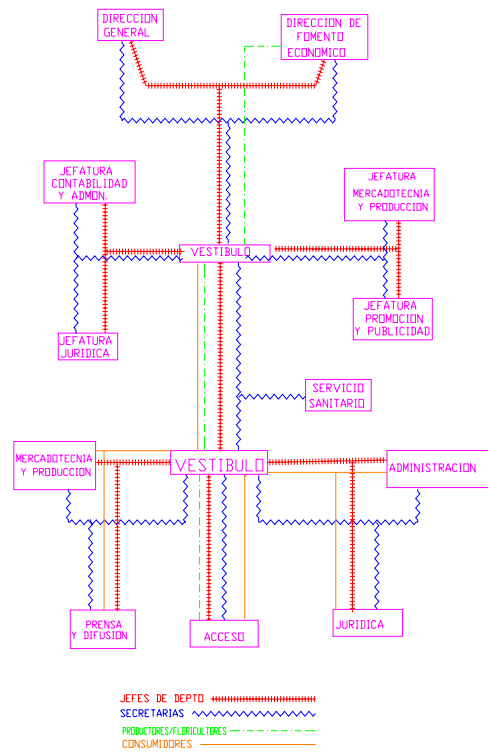 DIRECCION
GENERAL
DIRECCION DE
FOMENTO
ECONOMICO
JEFATURA
CONTABILIDAD
Y ADMON.
JEFATURA
MERCADOTECNIA
Y PRODUCCION
VESTIBULO
JEFATURA
PROMOCION
Y PUBLICIDAD
JEFATURA
JURIDICA
SERVICIO
SANITARIO
MERCADOTECNIA
Y PRODUCCION
VESTIBULO
ADMINISTRACION
PRENSA
Y DIFUSION
ACCESO
JURIDICA
JEFES DE DEPTO
SECRETARIAS
PRODUCTORES/FLORICULTORES
CONSUMIDORES